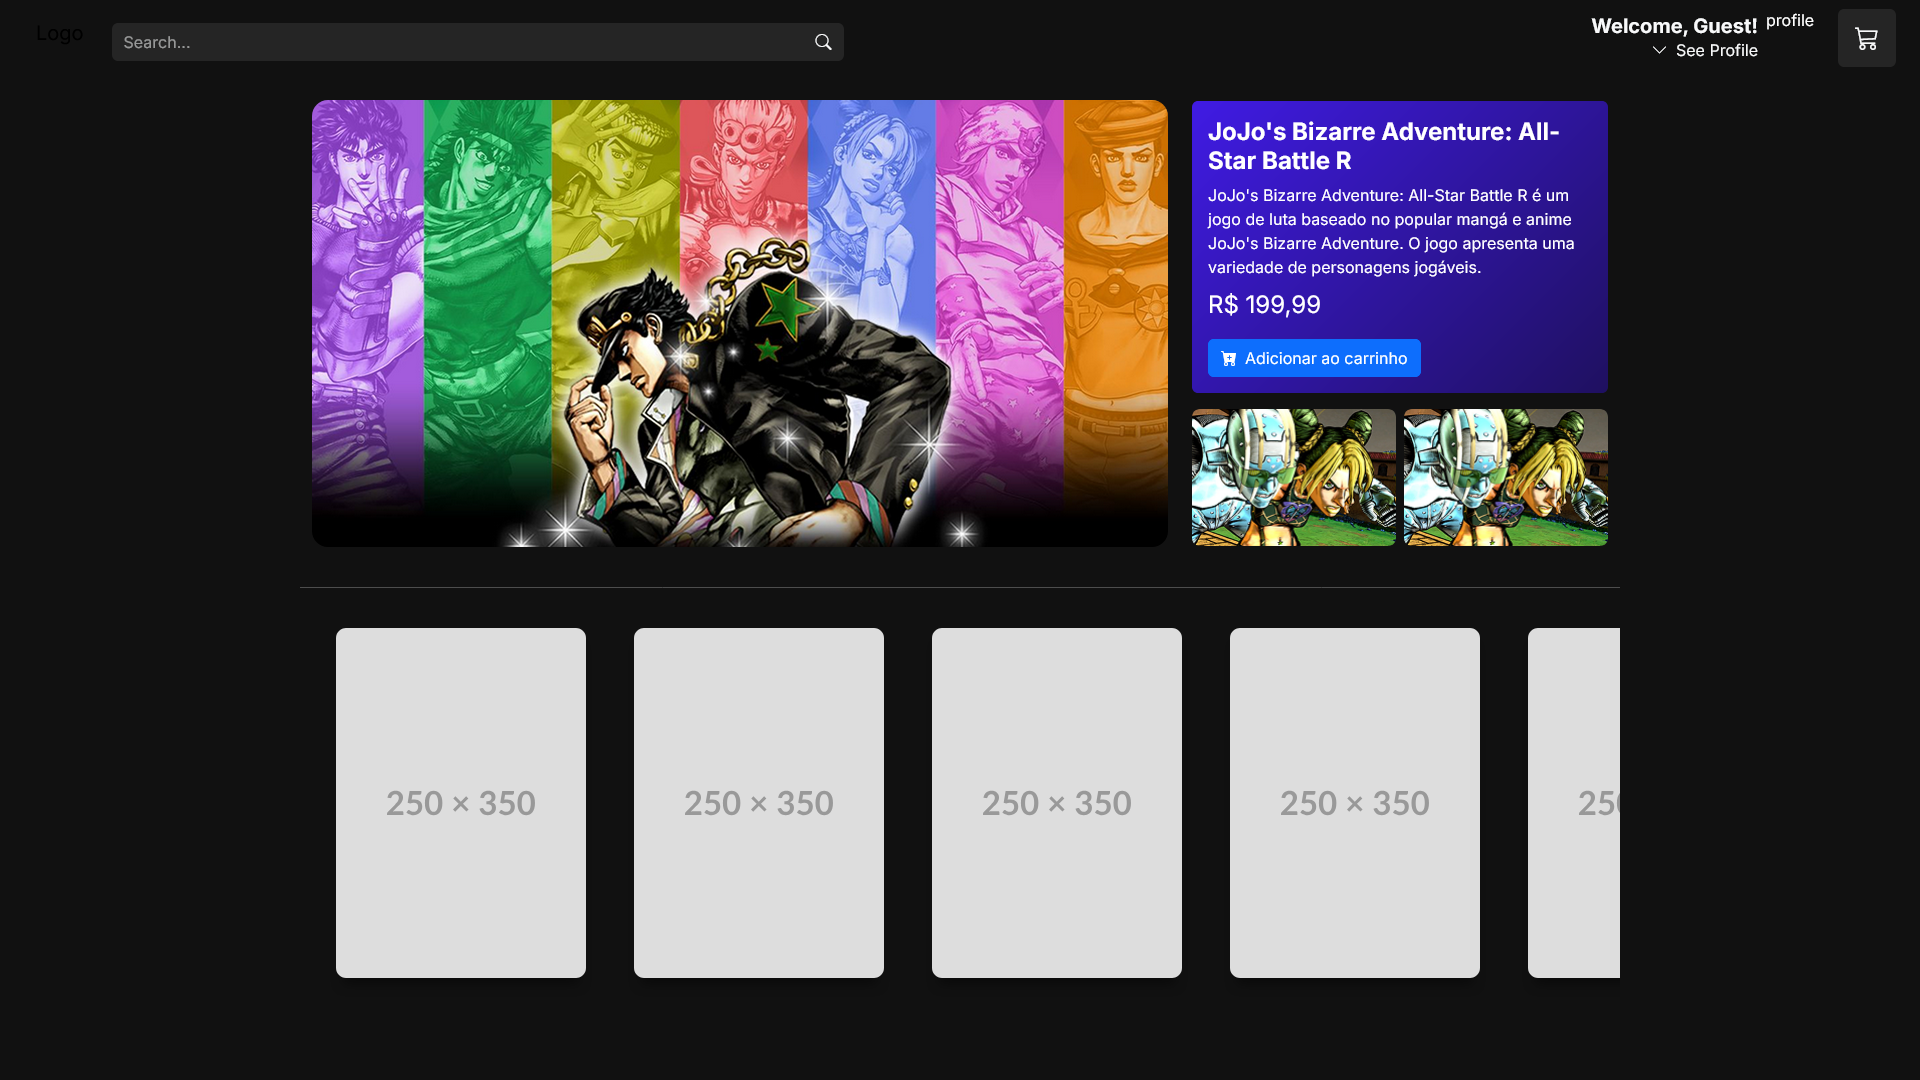 Logo
Search...
Welcome, Guest!
profile
See Profile
JoJo's Bizarre Adventure: All-
Star Battle R
JoJo's Bizarre Adventure: All-Star Battle R é um
jogo de luta baseado no popular mangá e anime
JoJo's Bizarre Adventure. O jogo apresenta uma
variedade de personagens jogáveis.
R$ 199,99
Adicionar ao carrinho
250 × 350
250 × 350
250 × 350
250 × 350
250